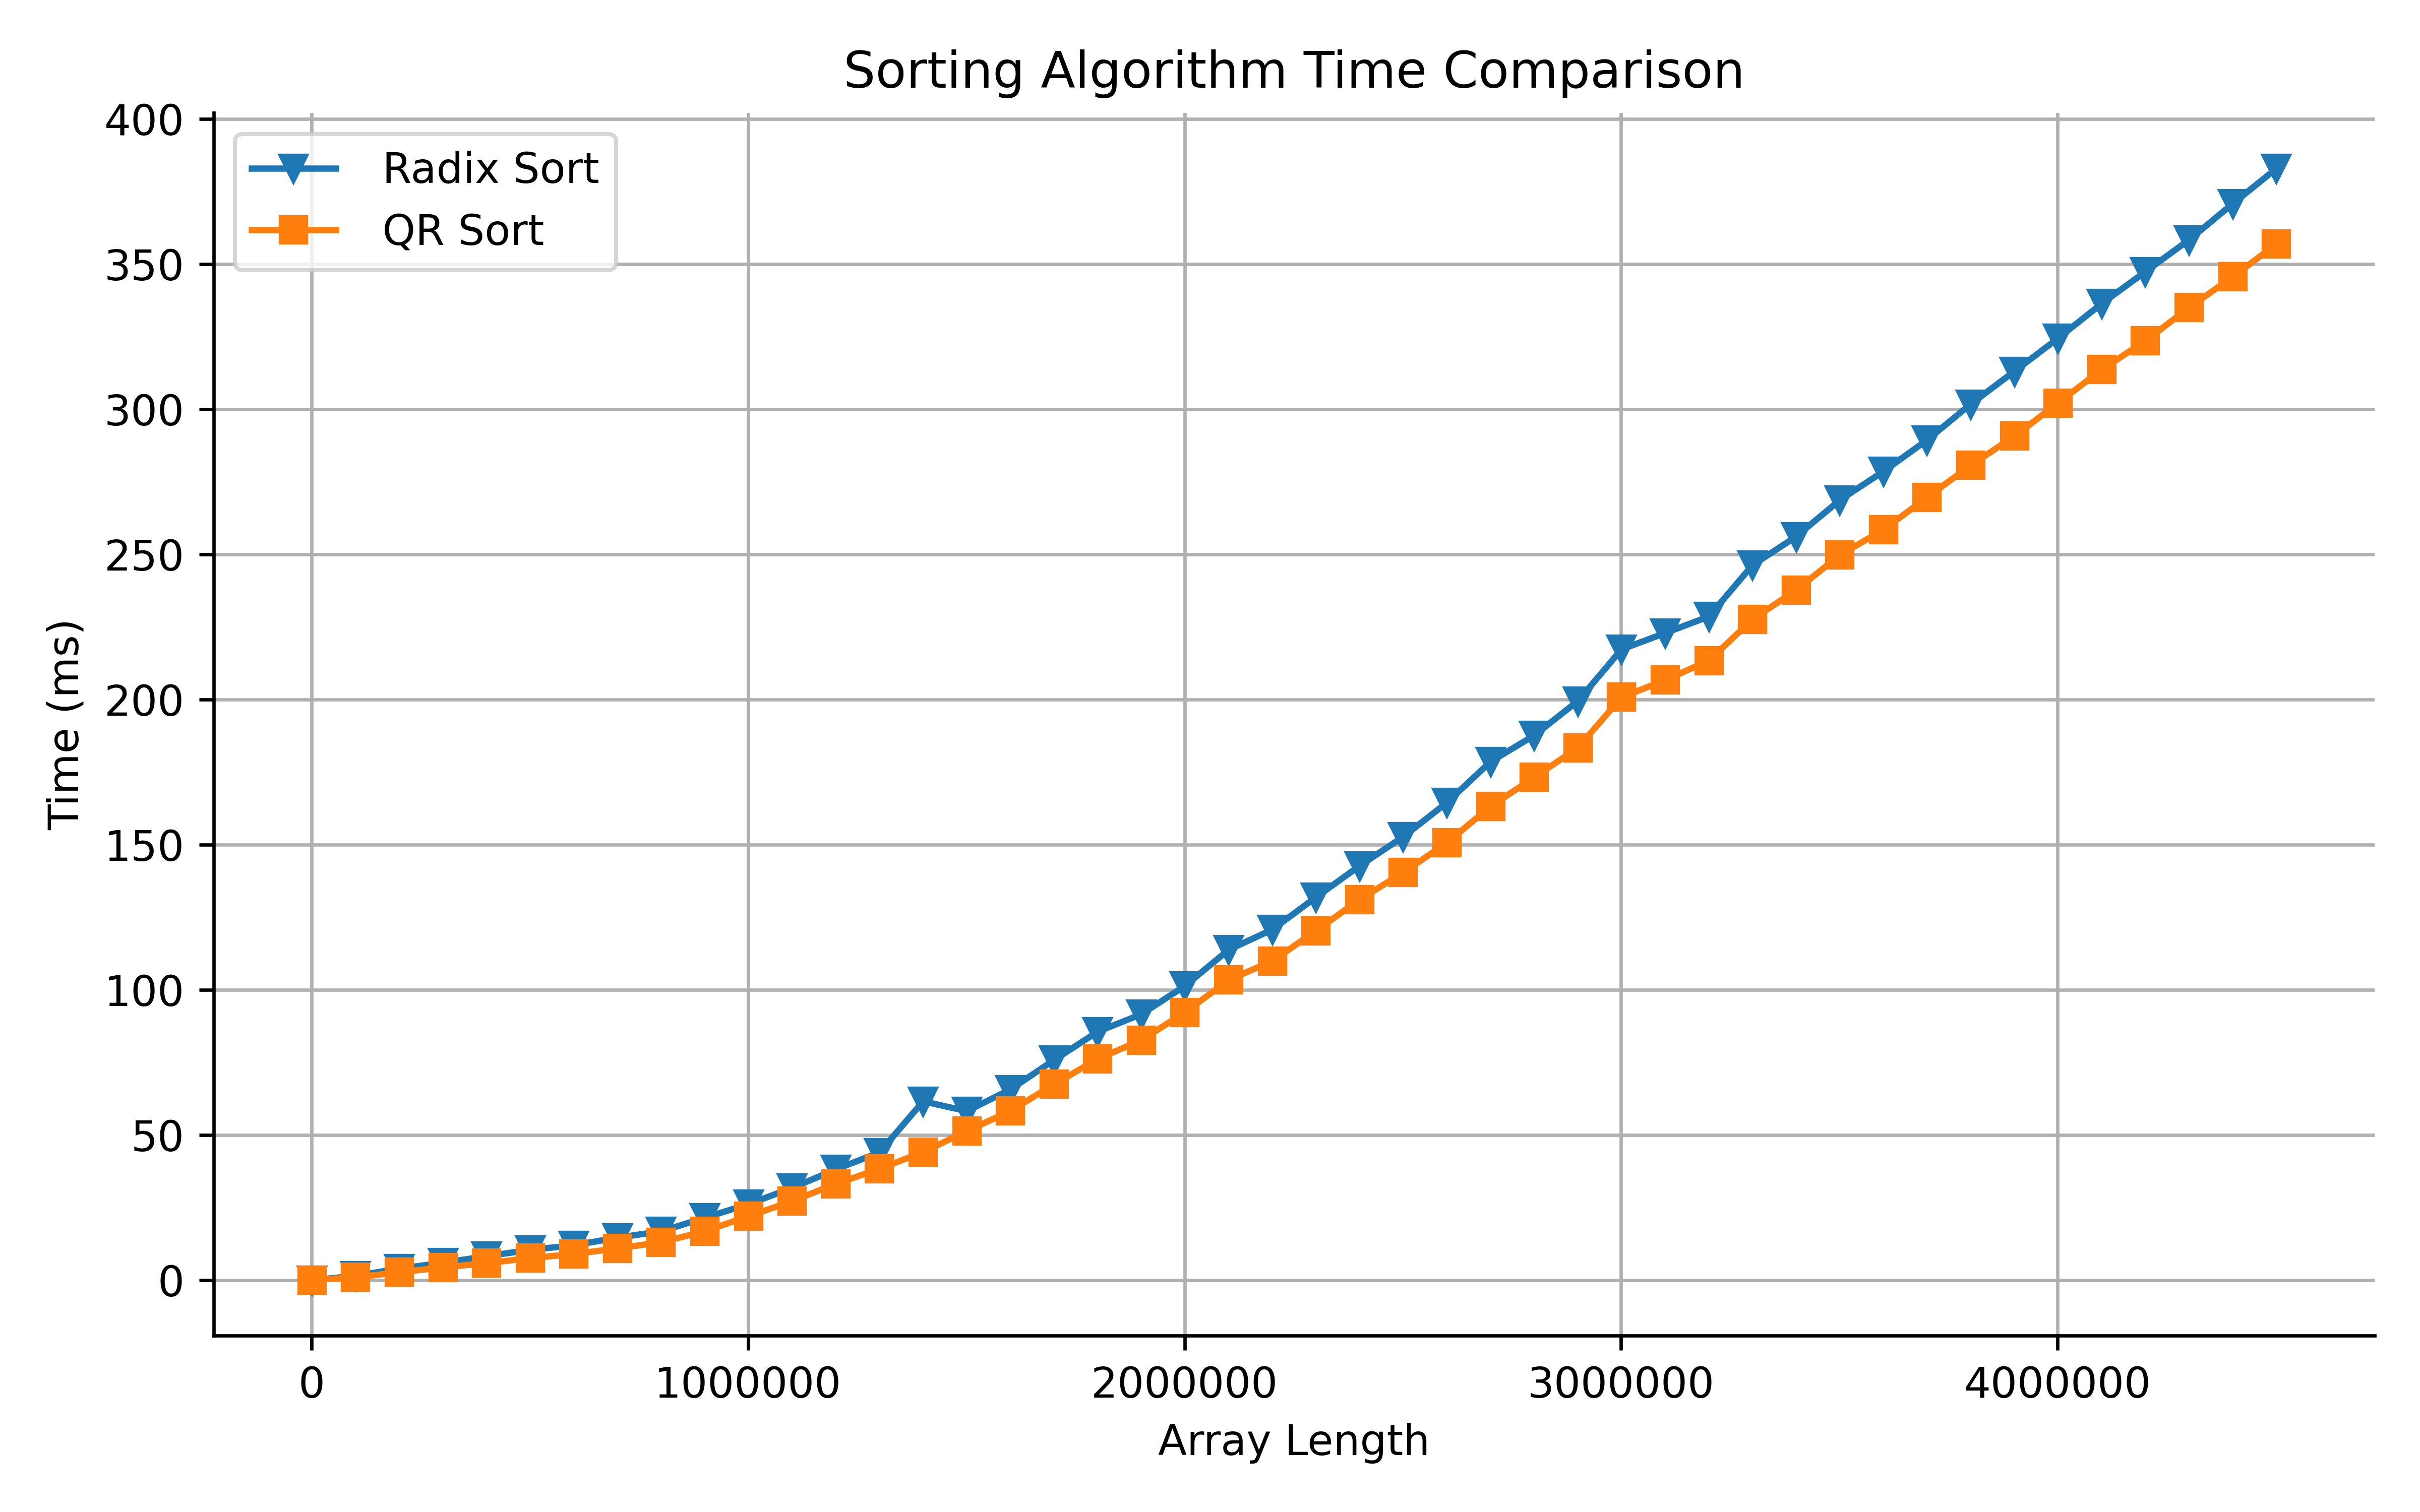 Sorting Algorithm Time Comparison
Radix Sort
QR Sort
400
350
300
250
200
150
100
50
0
Time (ms)
0 1000000 2000000 3000000 4000000
Array Length